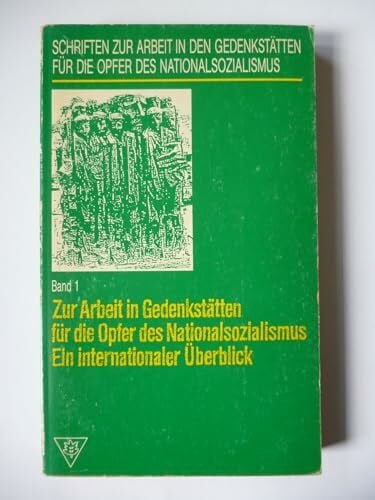 SCHRIFTEN ZUR ARBEIT IN DEN GEDENKSTÄTTEN
FÜR DIE OPFER DES NATIONALSOZIALISMUS
Band 1
Zur Arbeit in Gedenkstätten
für die Opfer des Nationalsozialismus
Ein internationaler Überblick